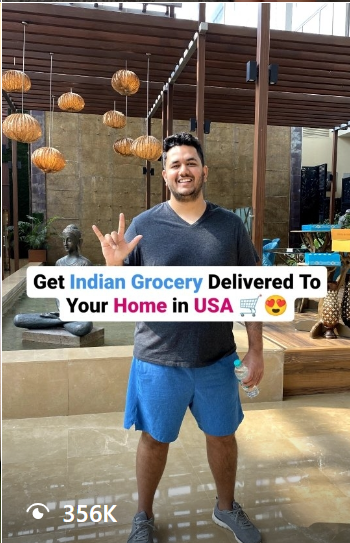 Get Indian Grocery Delivered To
Your Home in USA 🛒😍
356K